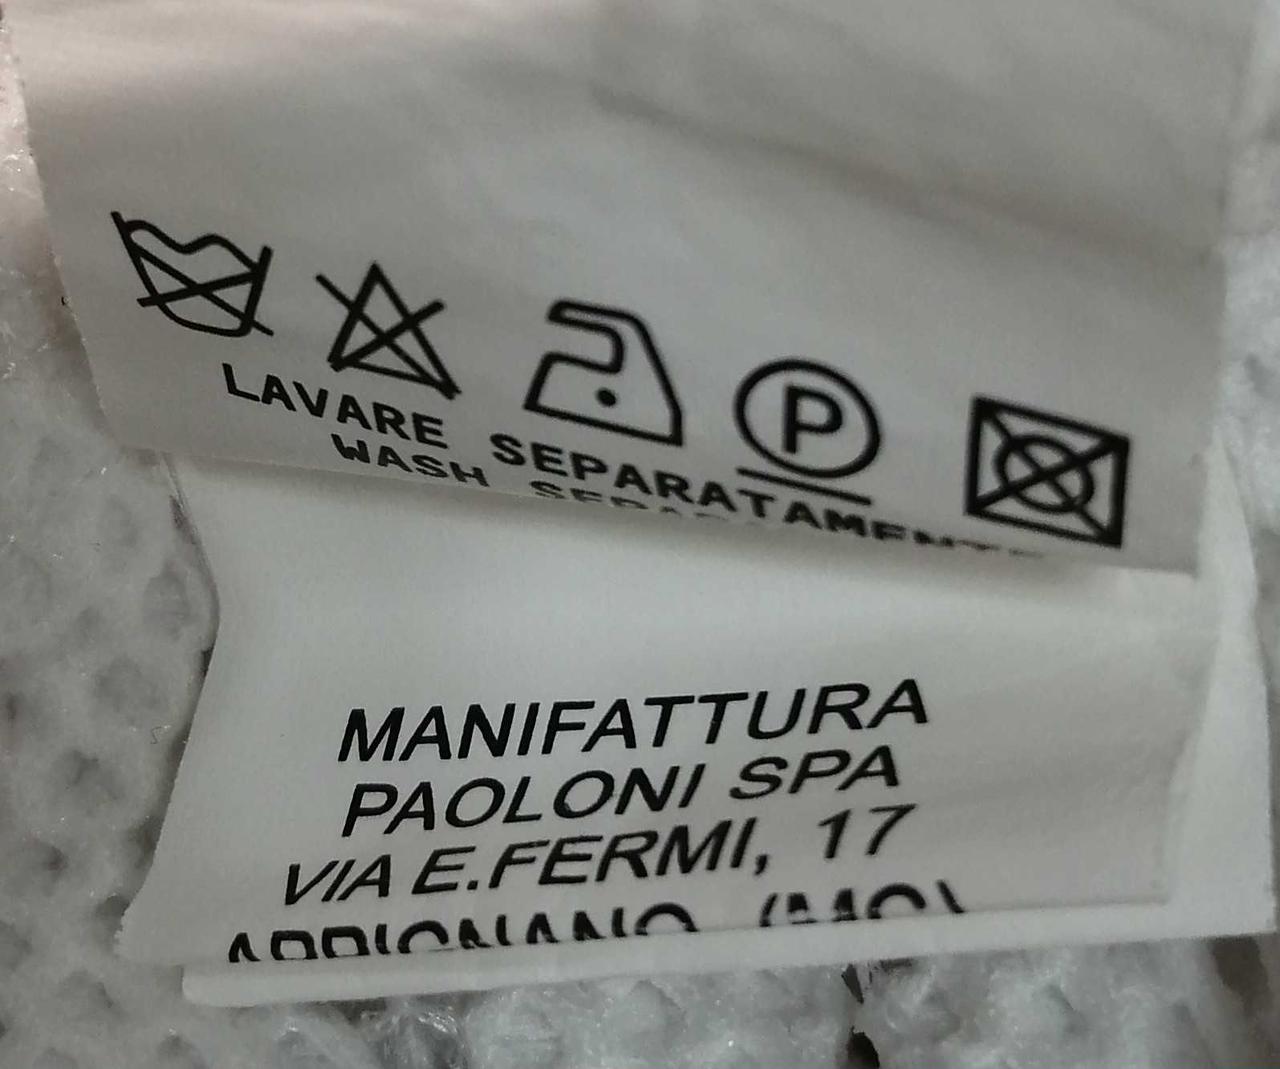 P
LAVARE SEPARATAMENTE
WASH
MANIFATTURA
PAOLONI SPA
VIA E.FERMI, 17